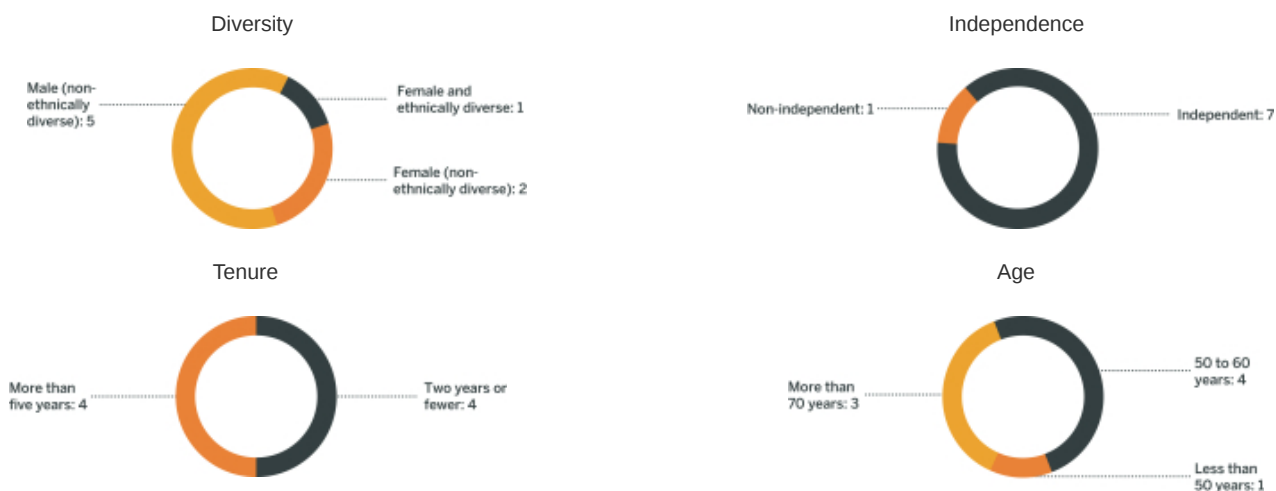 Diversity
Male (non-
ethnically
diverse): 5
Female and
ethnically diverse: 1
Female (non-
ethnically diverse): 2
Independence
Non-independent: 1
Independent: 7
Tenure
More than
five years: 4
Two years or
fewer: 4
Age
More than
70 years: 3
50 to 60
years: 4
Less than
50 years: 1